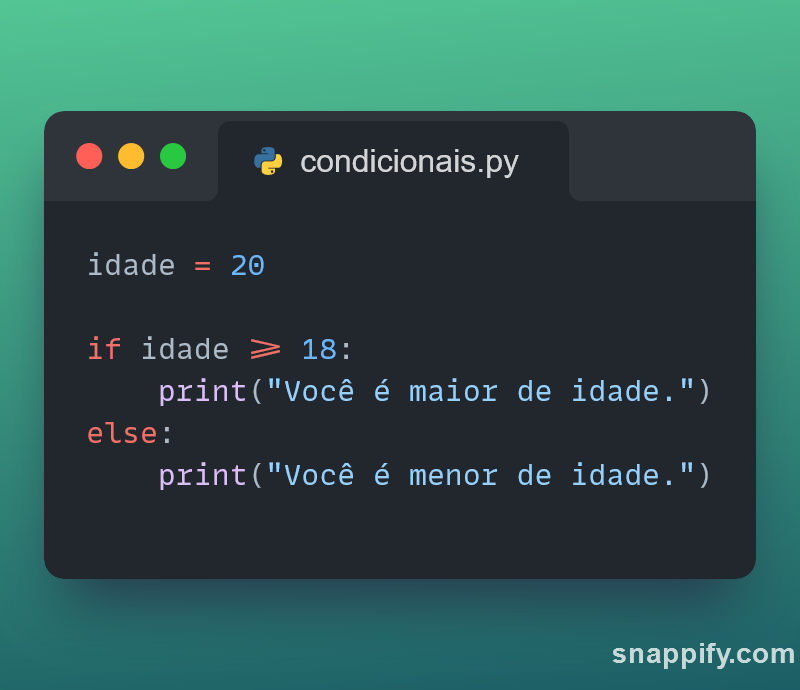 condicionais.py
idade = 20
if idade >= 18:
    print("Você é maior de idade.")
else:
    print("Você é menor de idade.")
snappify.com